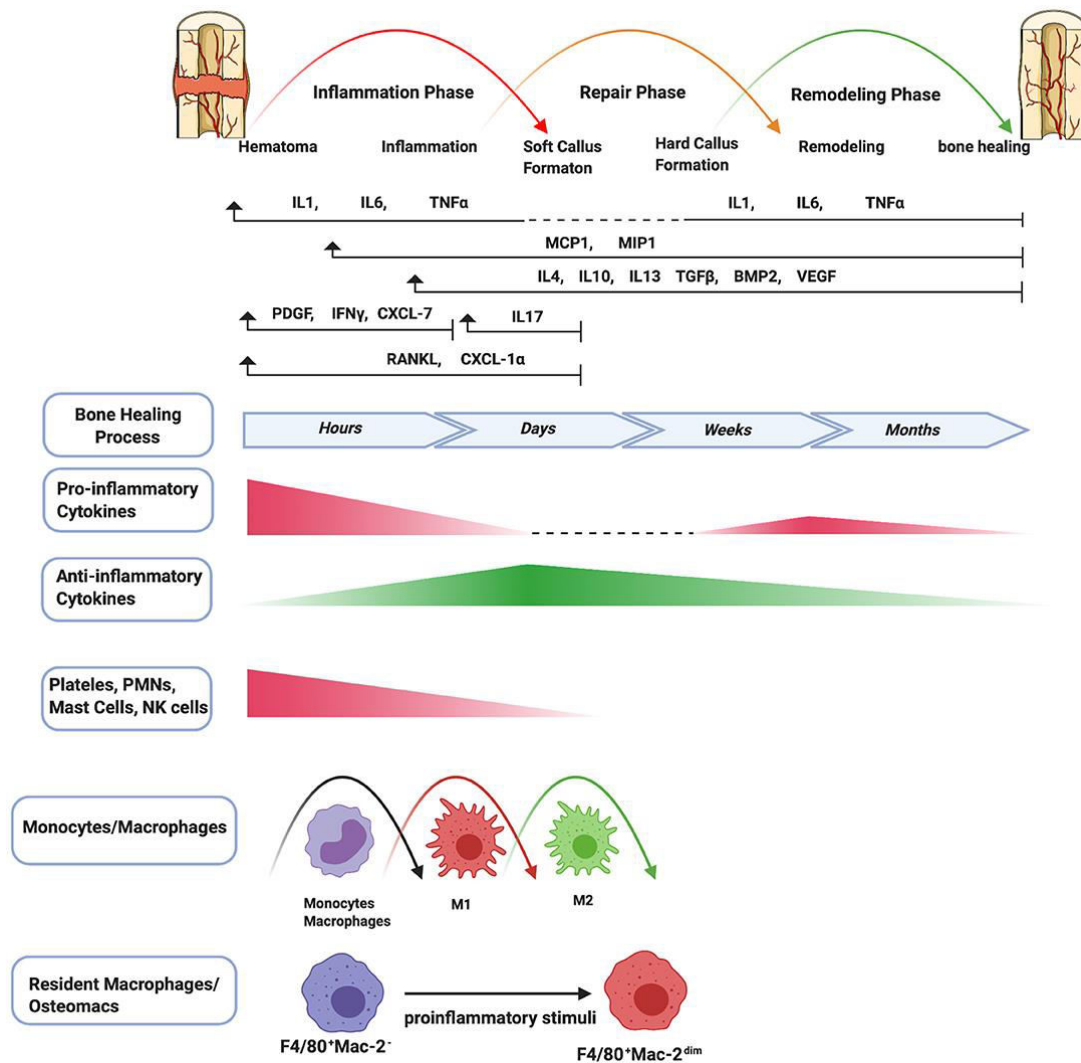 Inflammation Phase
Repair Phase
Remodeling Phase
Hematoma
Inflammation
Soft Callus
Formaton
Hard Callus
Formation
Remodeling
bone healing
IL1, IL6, TNFα
IL1, IL6, TNFα
MCP1, MIP1
IL4, IL10, IL13 TGFβ, BMP2, VEGF
PDGF, IFNγ, CXCL-7
IL17
RANKL, CXCL-1α
Bone Healing
Process
Hours
Days
Weeks
Months
Pro-inflammatory
Cytokines
Anti-inflammatory
Cytokines
Plateles, PMNs,
Mast Cells, NK cells
Monocytes/Macrophages
Monocytes
Macrophages
M1
M2
Resident Macrophages/
Osteomacs
proinflammatory stimuli
F4/80⁺Mac-2⁻
F4/80⁺Mac-2ᵈⁱᵐ